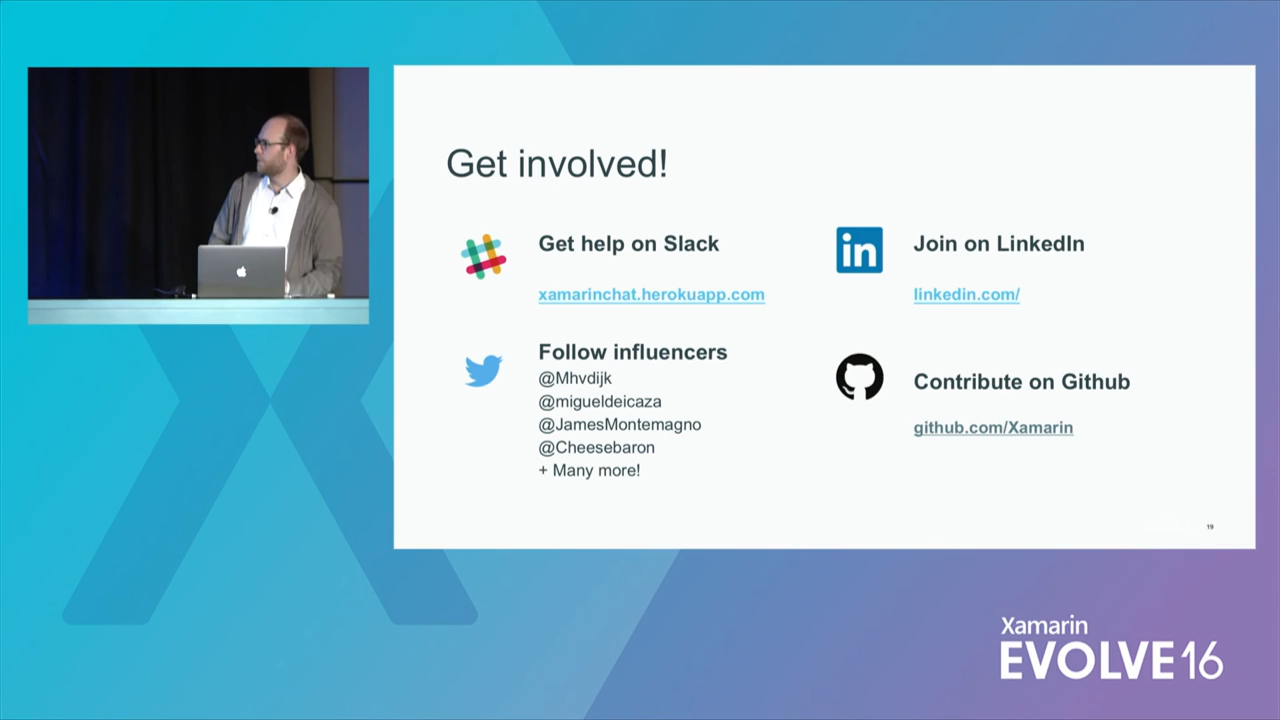 Get involved!
Get help on Slack
xamarinchat.herokuapp.com
Join on LinkedIn
linkedin.com/
Follow influencers
@Mhvdijk
@migueldeicaza
@JamesMontemagno
@Cheesebaron
+ Many more!
Contribute on Github
github.com/Xamarin
19
Xamarin
EVOLVE16